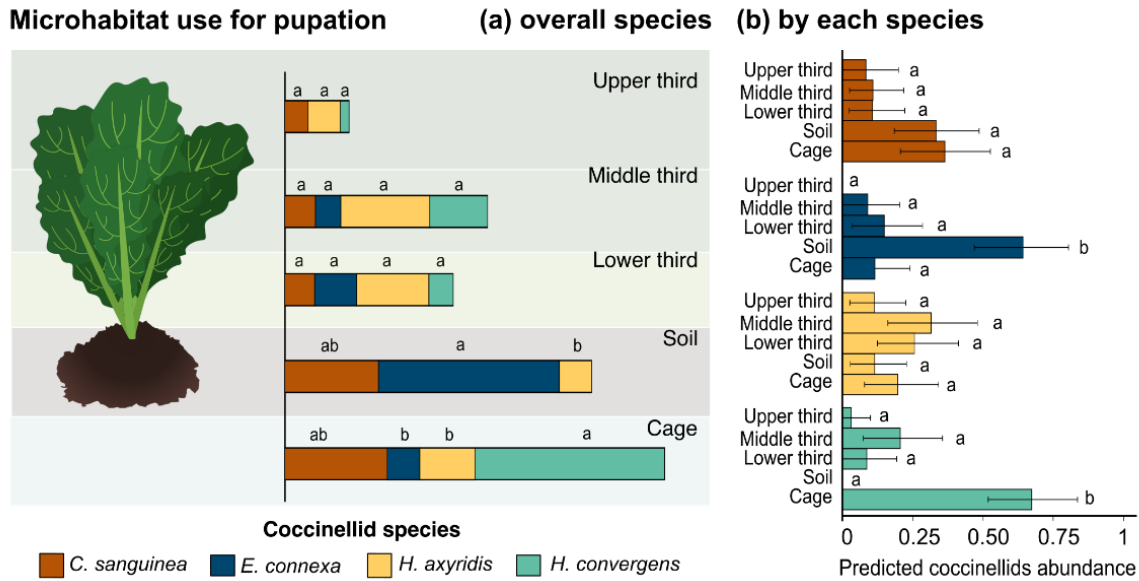 Microhabitat use for pupation
(a) overall species
Upper third
a a a
Middle third
a a a a
Lower third
a a a a
Soil
ab a b
Cage
ab b b a
Coccinellid species
C. sanguinea E. connexa H. axyridis H. convergens
(b) by each species
Upper third a
Middle third a
Lower third a
Soil a
Cage a
Upper third a
Middle third a
Lower third a
Soil b
Cage a
Upper third a
Middle third a
Lower third a
Soil a
Cage a
Upper third a
Middle third a
Lower third a
Soil a
Cage b
0 0.25 0.50 0.75 1
Predicted coccinellids abundance